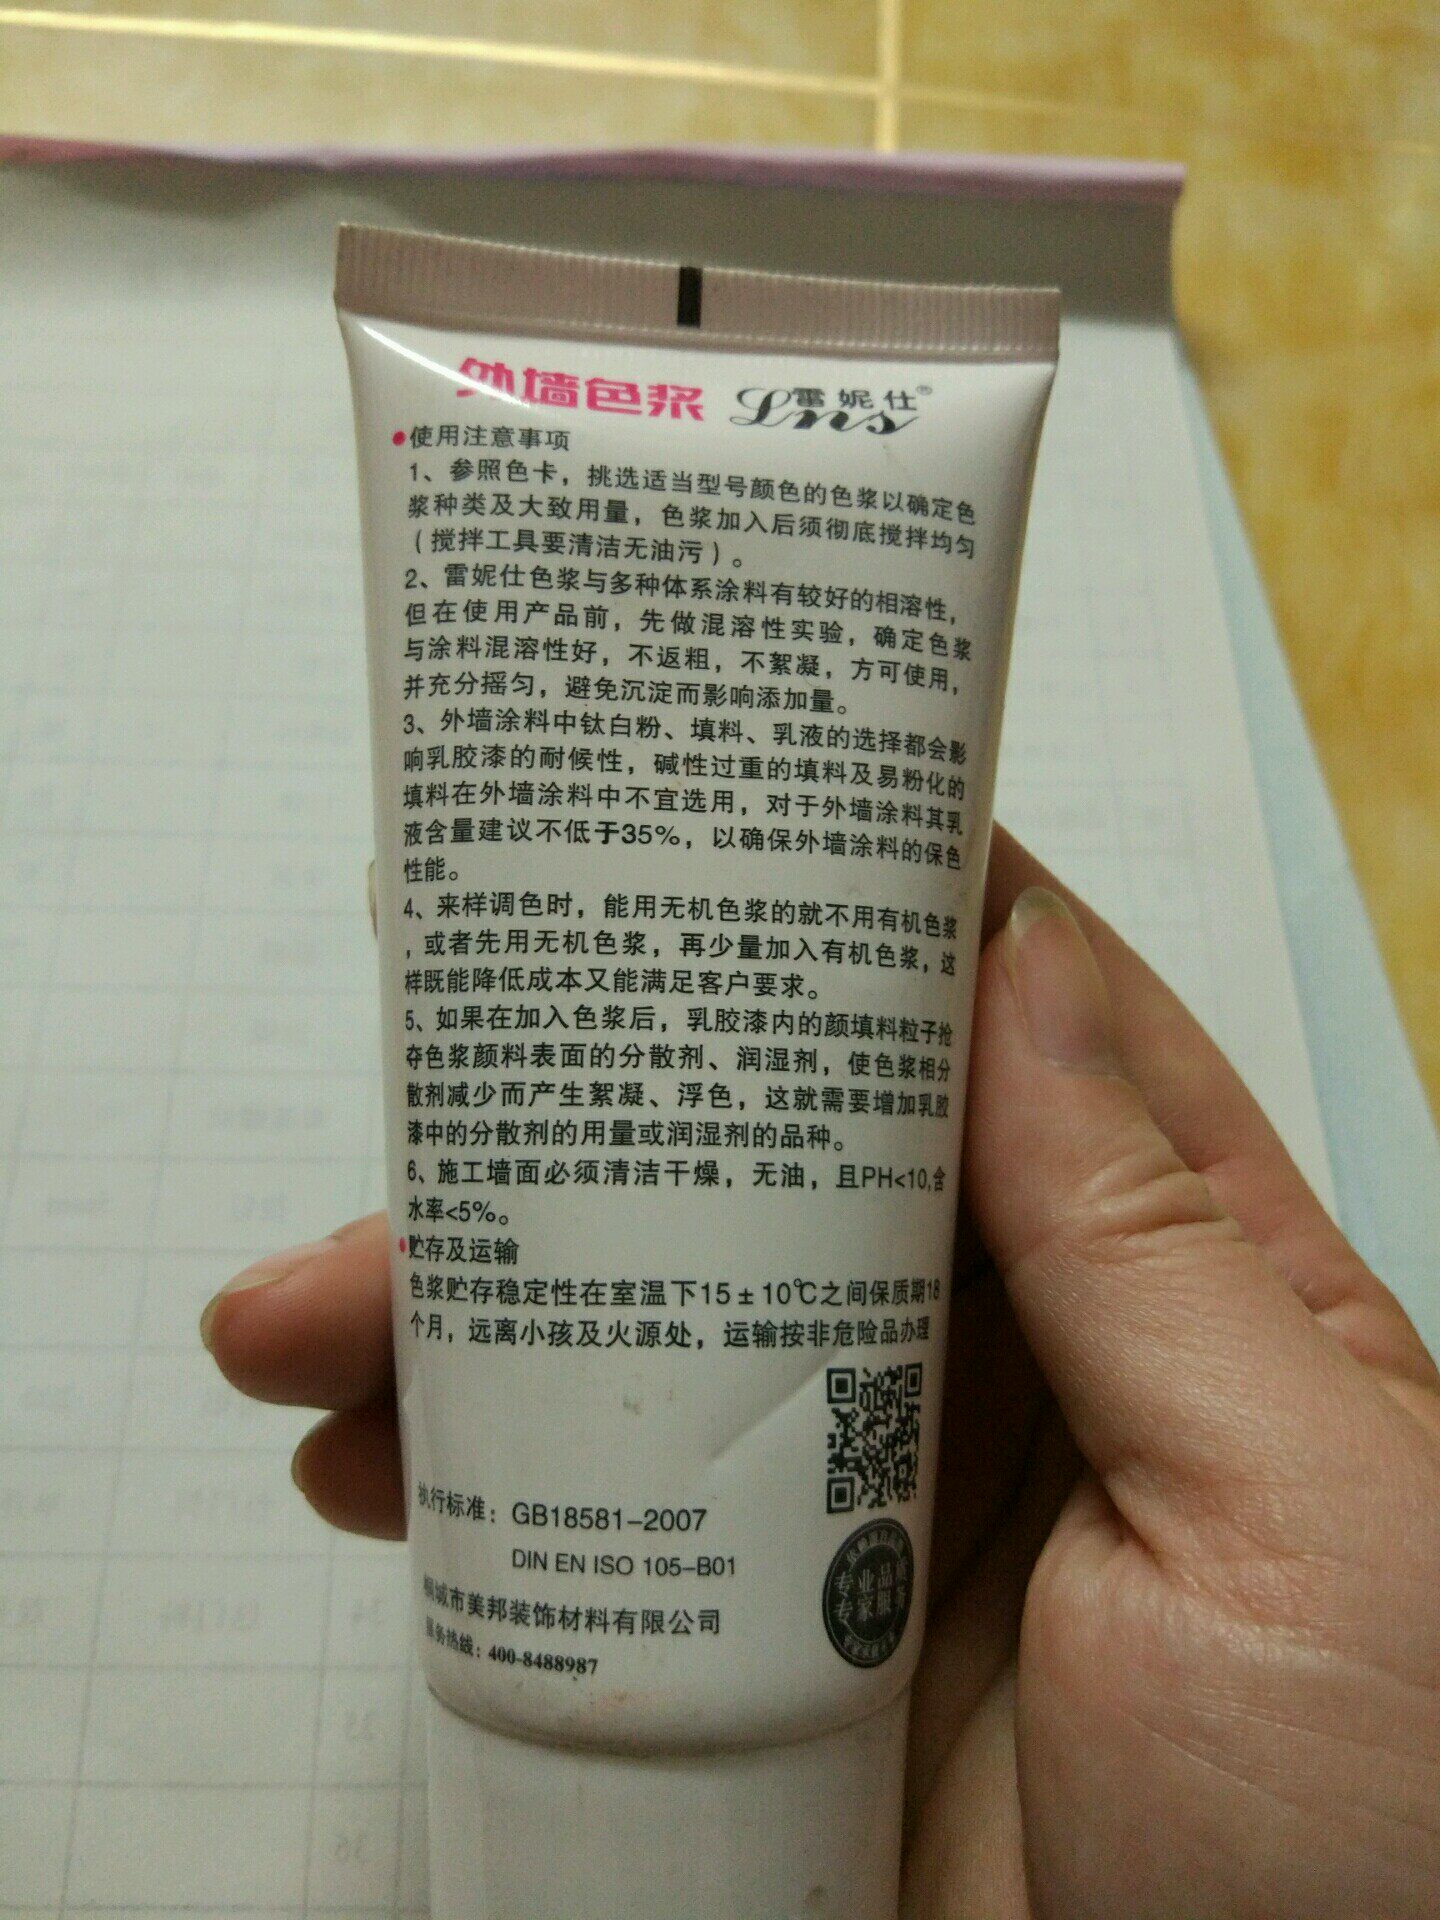 外墙色浆 雷妮仕® Lns
•使用注意事项
1、参照色卡，挑选适当型号颜色的色浆以确定色
浆种类及大致用量，色浆加入后须彻底搅拌均匀
（搅拌工具要清洁无油污）。
2、雷妮仕色浆与多种体系涂料有较好的相溶性，
但在使用产品前，先做混溶性实验，确定色浆
与涂料混溶性好，不返粗，不絮凝，方可使用，
并充分摇匀，避免沉淀而影响添加量。
3、外墙涂料中钛白粉、填料、乳液的选择都会影
响乳胶漆的耐候性，碱性过重的填料及易粉化的
填料在外墙涂料中不宜选用，对于外墙涂料其乳
液含量建议不低于35%，以确保外墙涂料的保色
性能。
4、来样调色时，能用无机色浆的就不用有机色浆
，或者先用无机色浆，再少量加入有机色浆，这
样既能降低成本又能满足客户要求。
5、如果在加入色浆后，乳胶漆内的颜填料粒子抢
夺色浆颜料表面的分散剂、润湿剂，使色浆相分
散剂减少而产生絮凝、浮色，这就需要增加乳胶
漆中的分散剂的用量或润湿剂的品种。
6、施工墙面必须清洁干燥，无油，且PH<10,含
水率<5%。
•贮存及运输
色浆贮存稳定性在室温下15±10℃之间保质期18
个月，远离小孩及火源处，运输按非危险品办理
执行标准：GB18581-2007
DIN EN ISO 105-B01
桐城市美邦装饰材料有限公司
服务热线：400-8488987